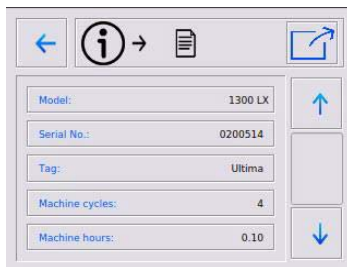 Model: 1300 LX
Serial No.: 0200514
Tag: Ultima
Machine cycles: 4
Machine hours: 0.10